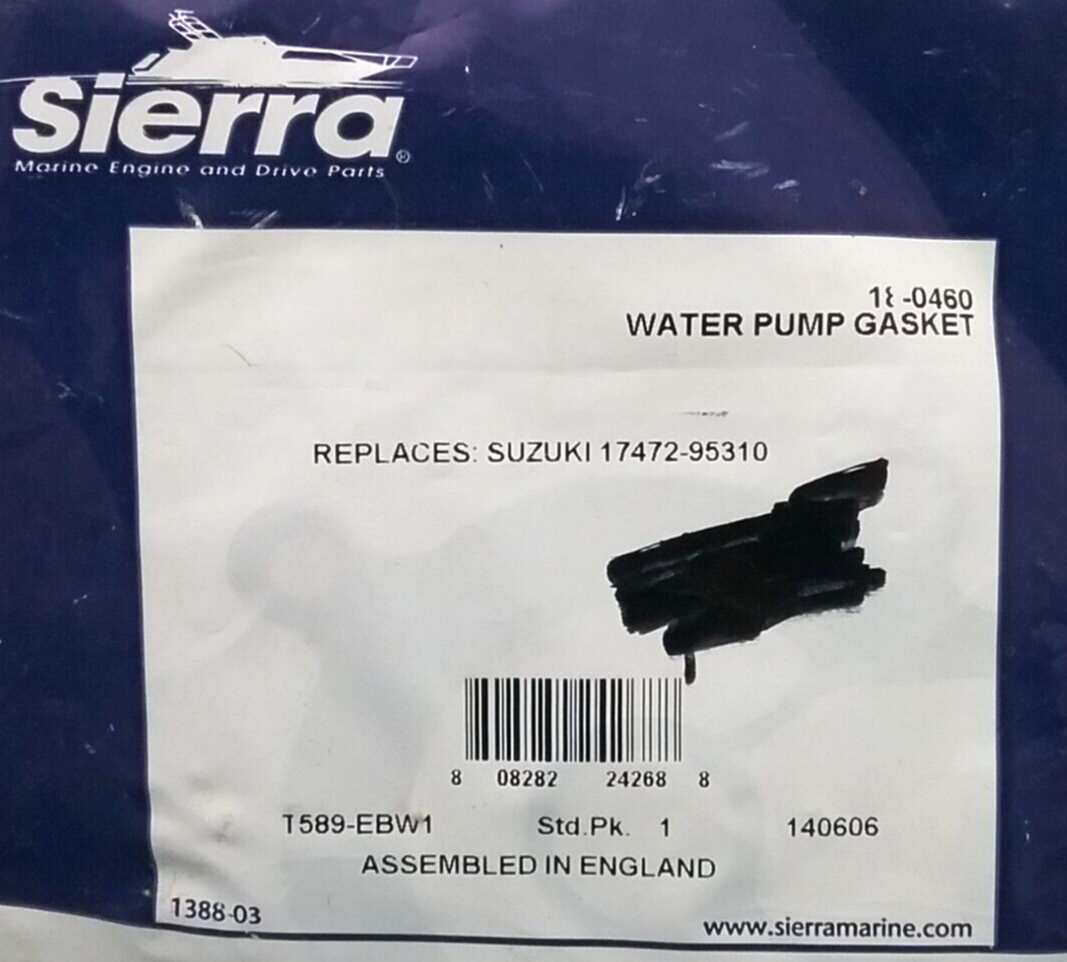 Sierra®
Marine Engine and Drive Parts
18-0460
WATER PUMP GASKET
REPLACES: SUZUKI 17472-95310
8 08282 24268 8
T589-EBW1 Std.Pk. 1 140606
ASSEMBLED IN ENGLAND
1388-03
www.sierramarine.com